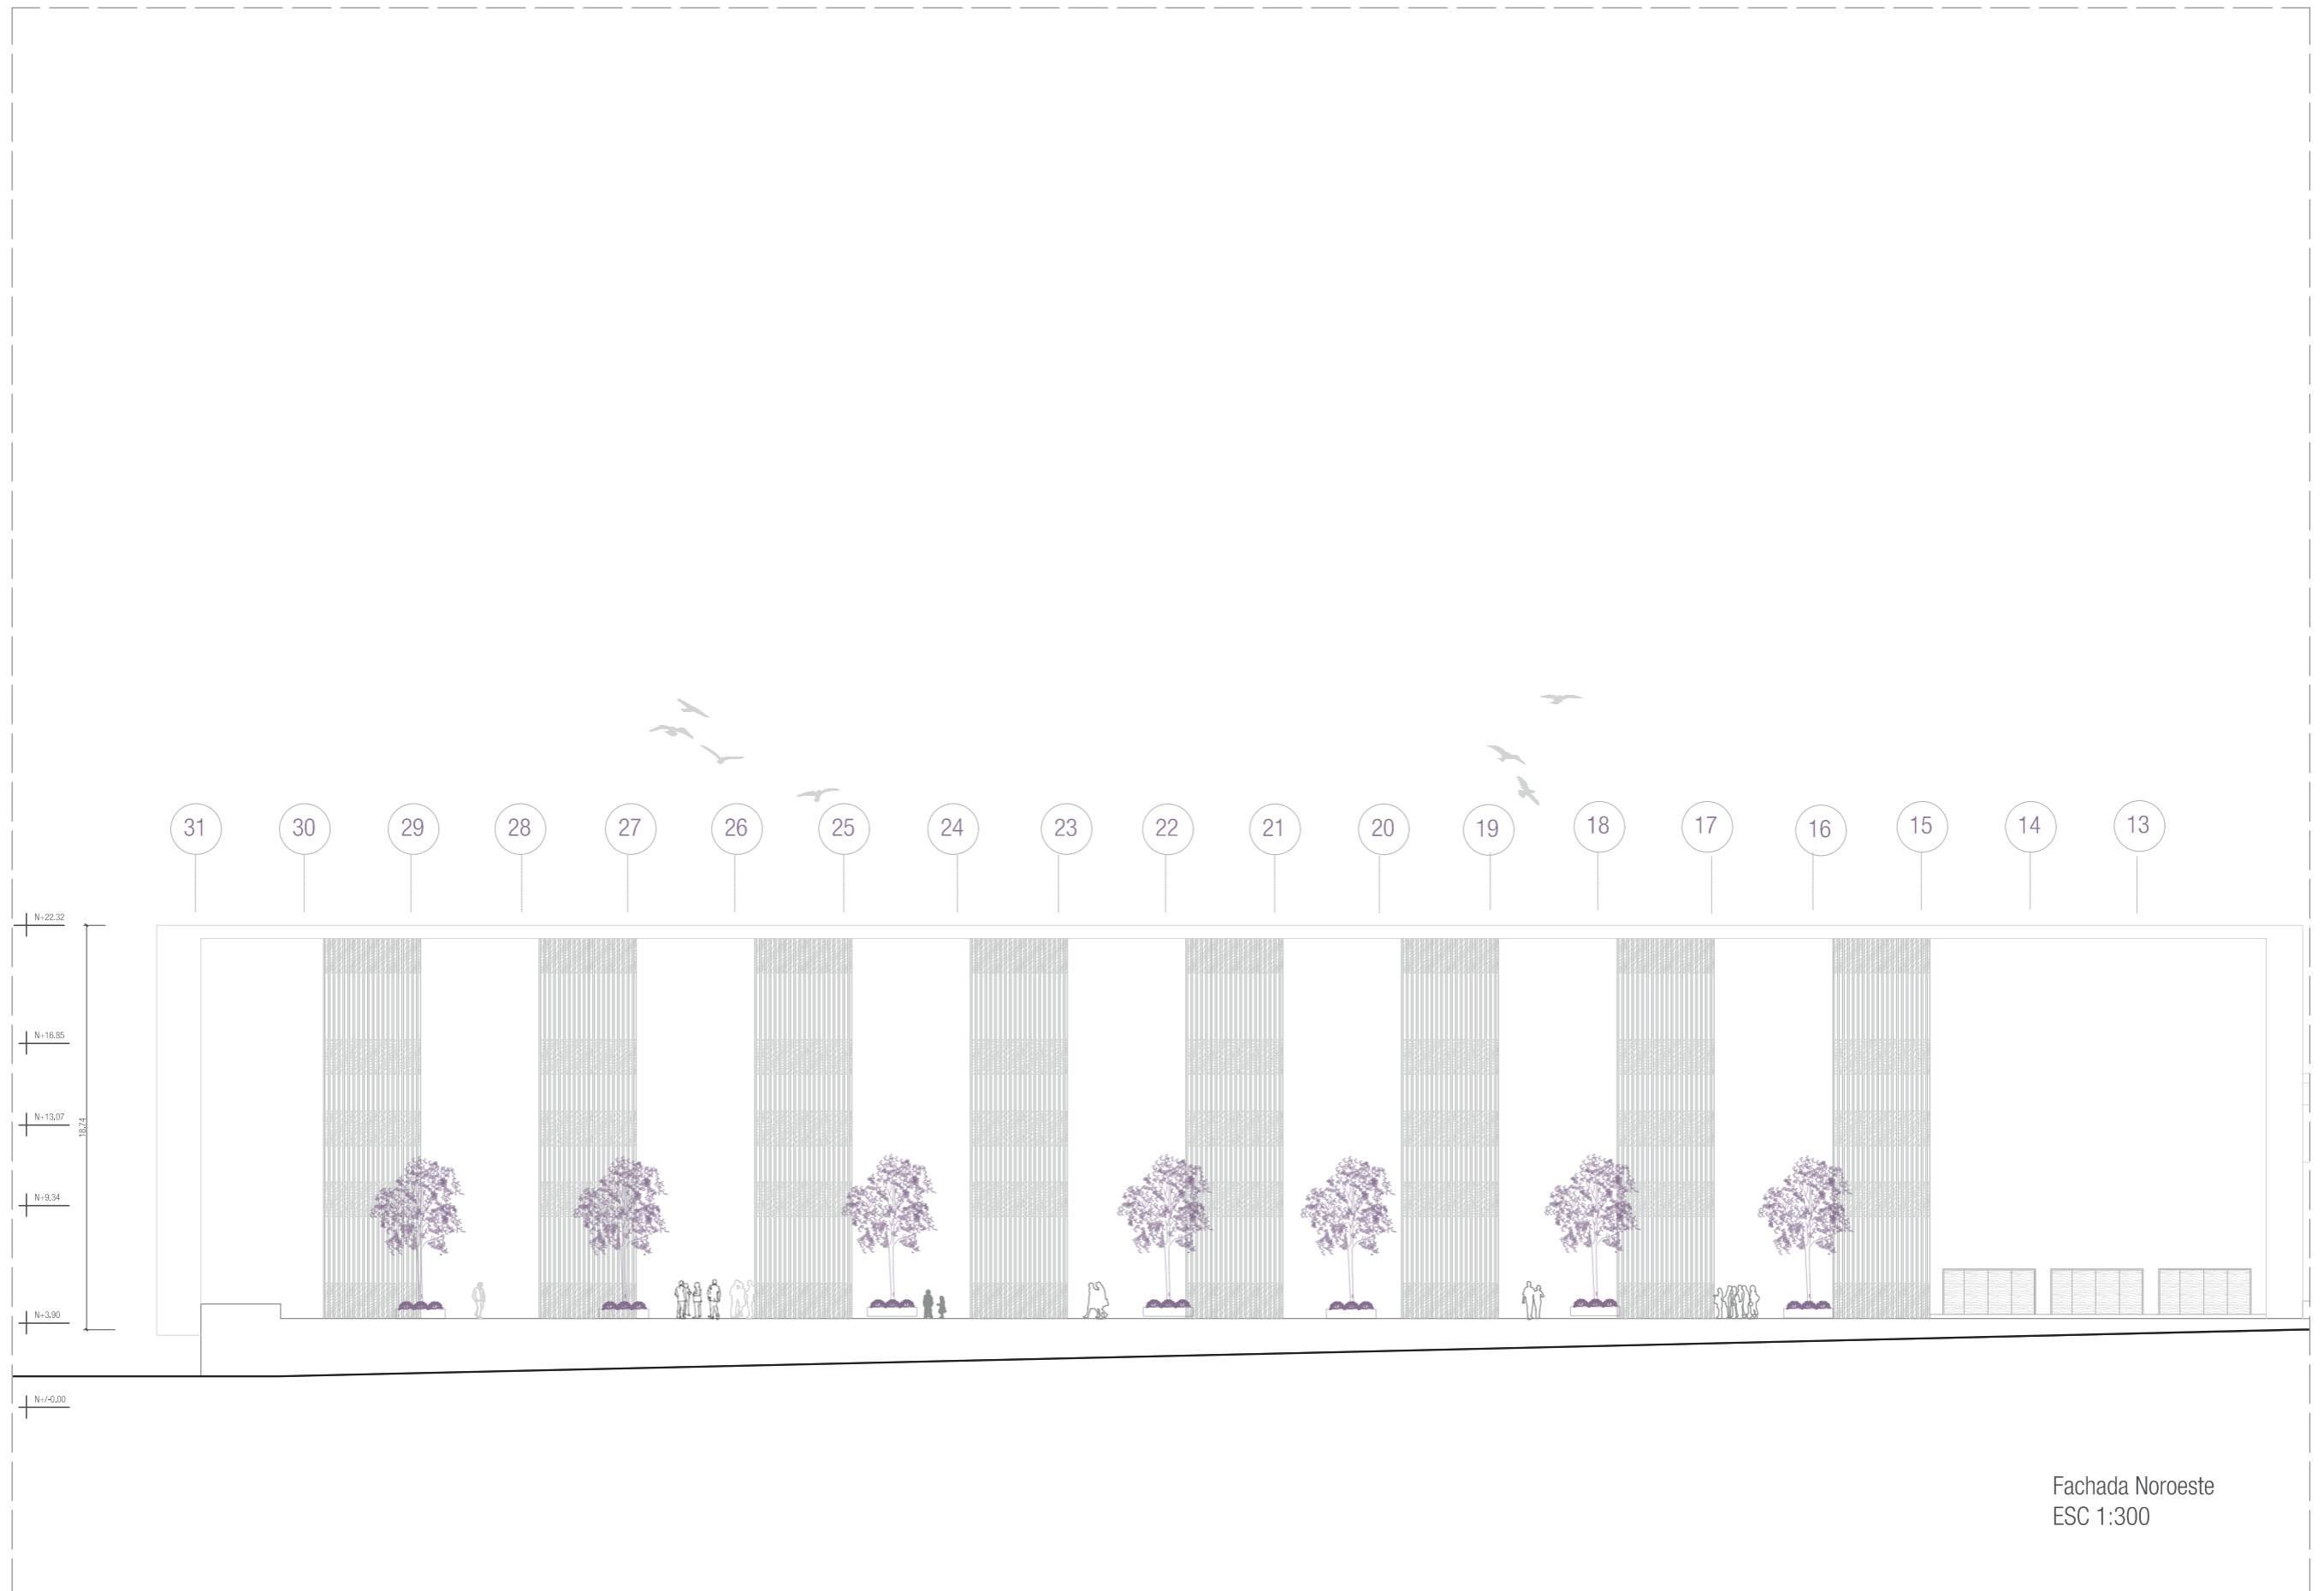 31 30 29 28 27 26 25 24 23 22 21 20 19 18 17 16 15 14 13
N+22.32
N+16.85
N+13.07
18.74
N+9.34
N+3.90
N+/-0.00
Fachada Noroeste
ESC 1:300